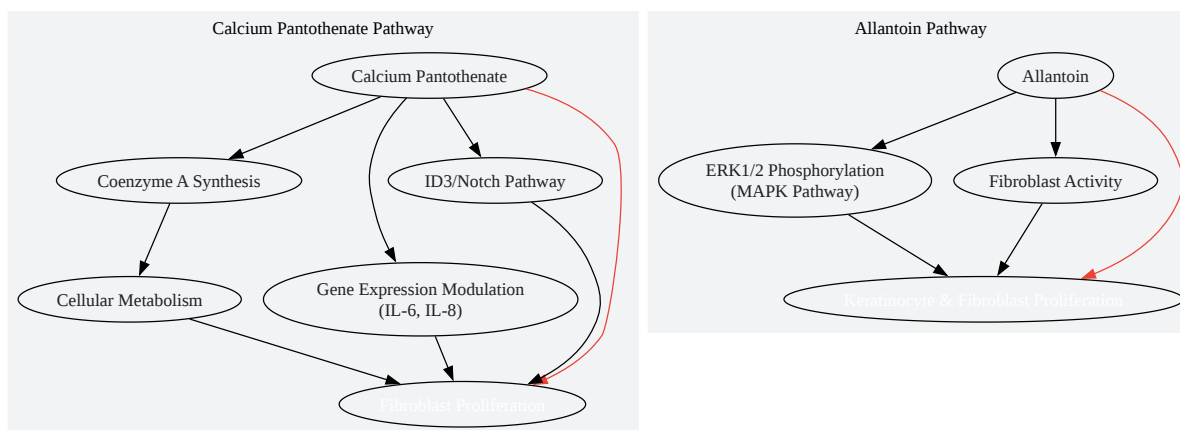 Calcium Pantothenate Pathway
Calcium Pantothenate
Coenzyme A Synthesis
ID3/Notch Pathway
Cellular Metabolism
Gene Expression Modulation
(IL-6, IL-8)
Fibroblast Proliferation
Allantoin Pathway
Allantoin
ERK1/2 Phosphorylation
(MAPK Pathway)
Fibroblast Activity
Keratinocyte & Fibroblast Proliferation